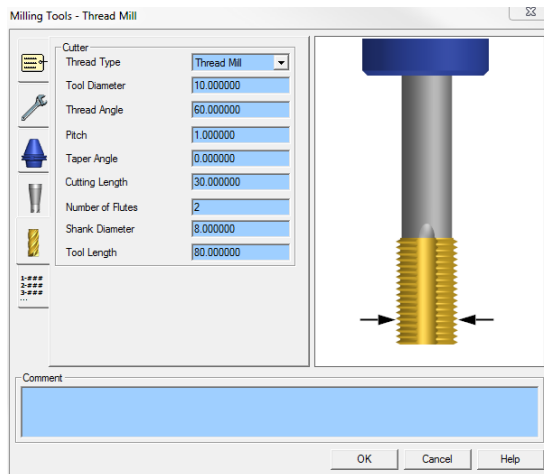 Milling Tools - Thread Mill
Cutter
Thread Type Thread Mill
Tool Diameter 10.000000
Thread Angle 60.000000
Pitch 1.000000
Taper Angle 0.000000
Cutting Length 30.000000
Number of Flutes 2
Shank Diameter 8.000000
Tool Length 80.000000
1-###
2-###
3-###
...
Comment
OK Cancel Help